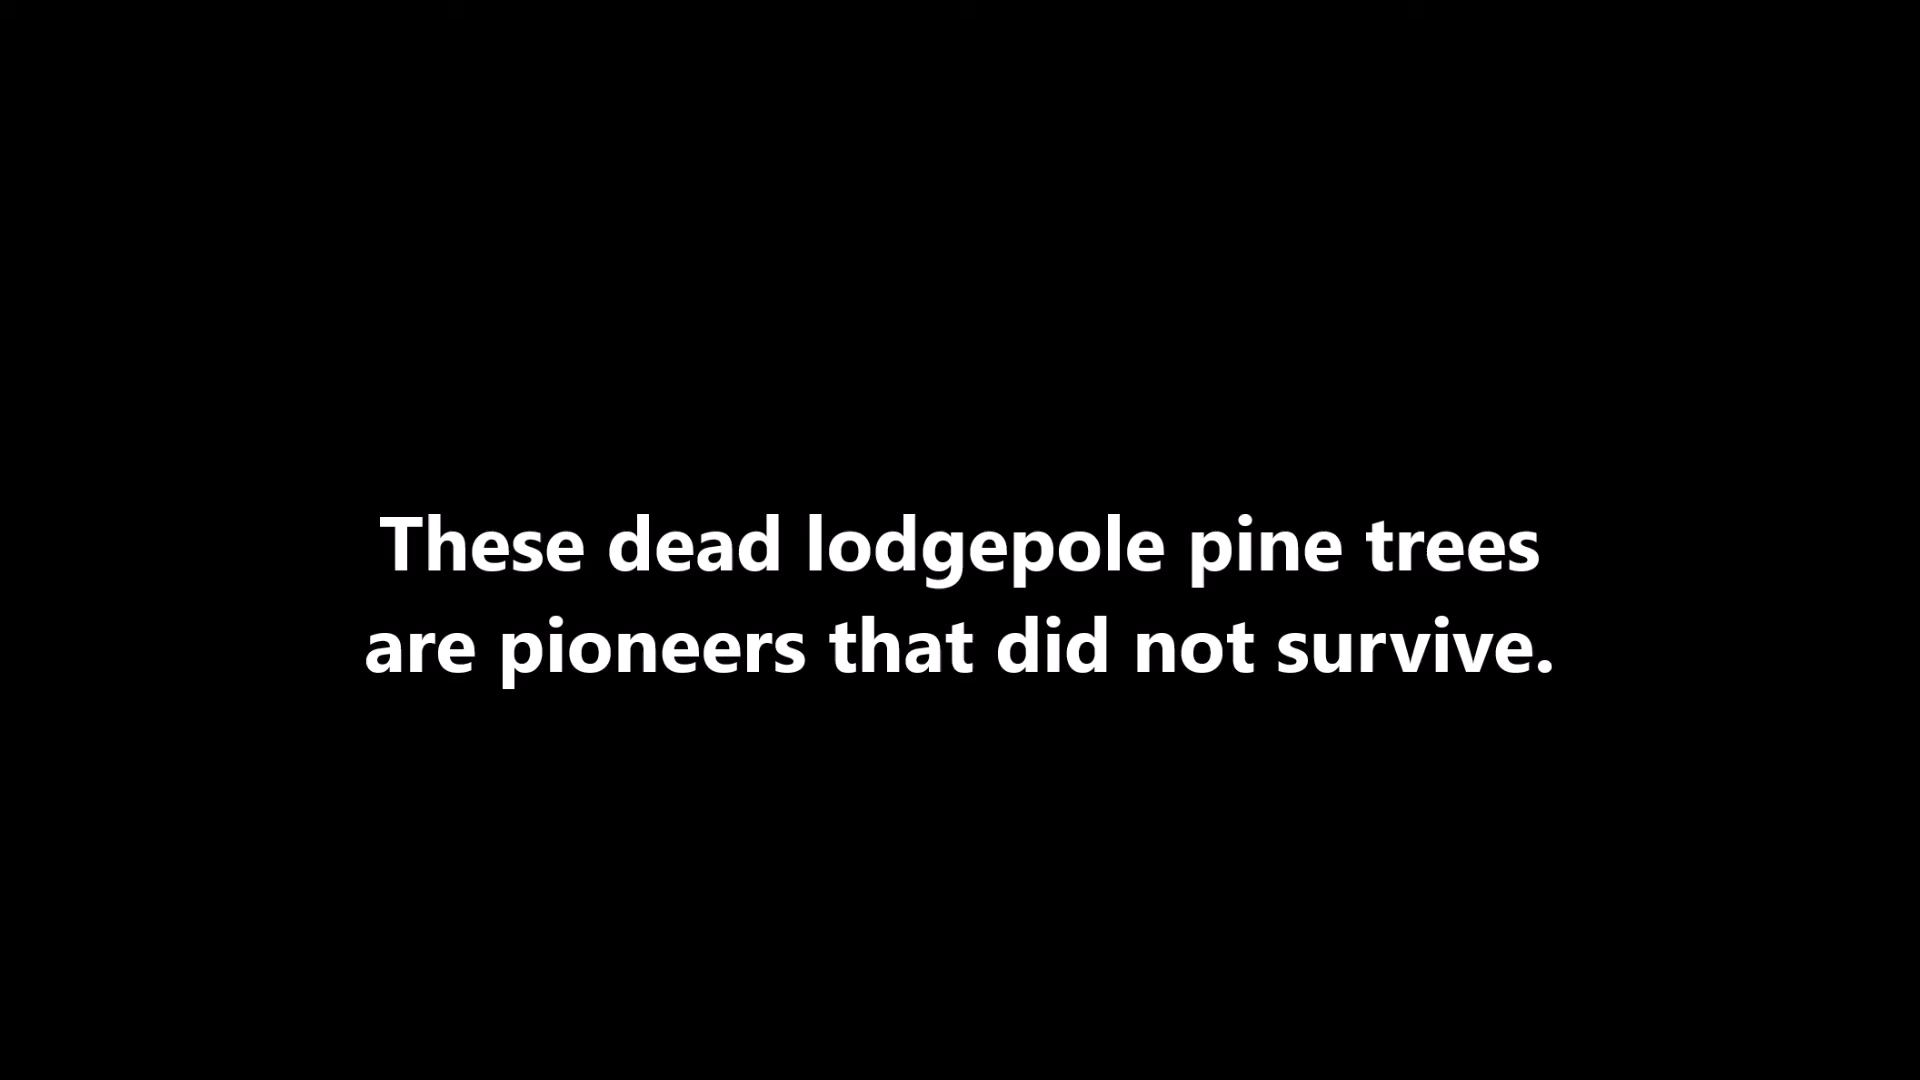 These dead lodgepole pine trees
are pioneers that did not survive.